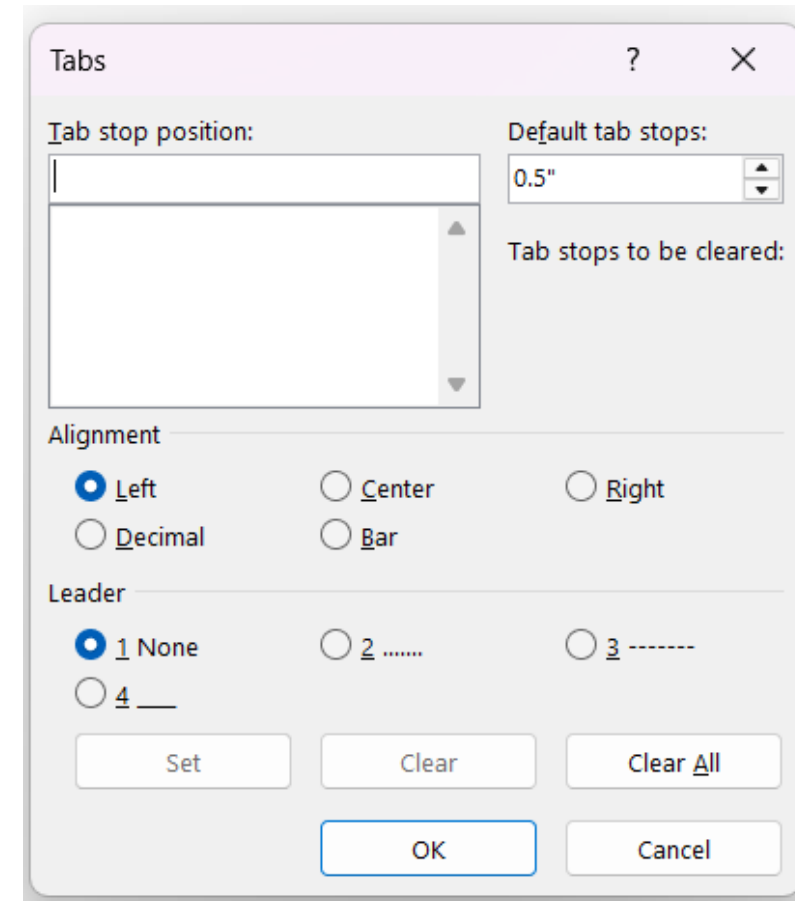 Tabs ?
Tab stop position: Default tab stops:
0.5"
Tab stops to be cleared:
Alignment
Left Center Right
Decimal Bar
Leader
1 None 2 ....... 3 -------
4 ___
Set Clear Clear All
OK Cancel